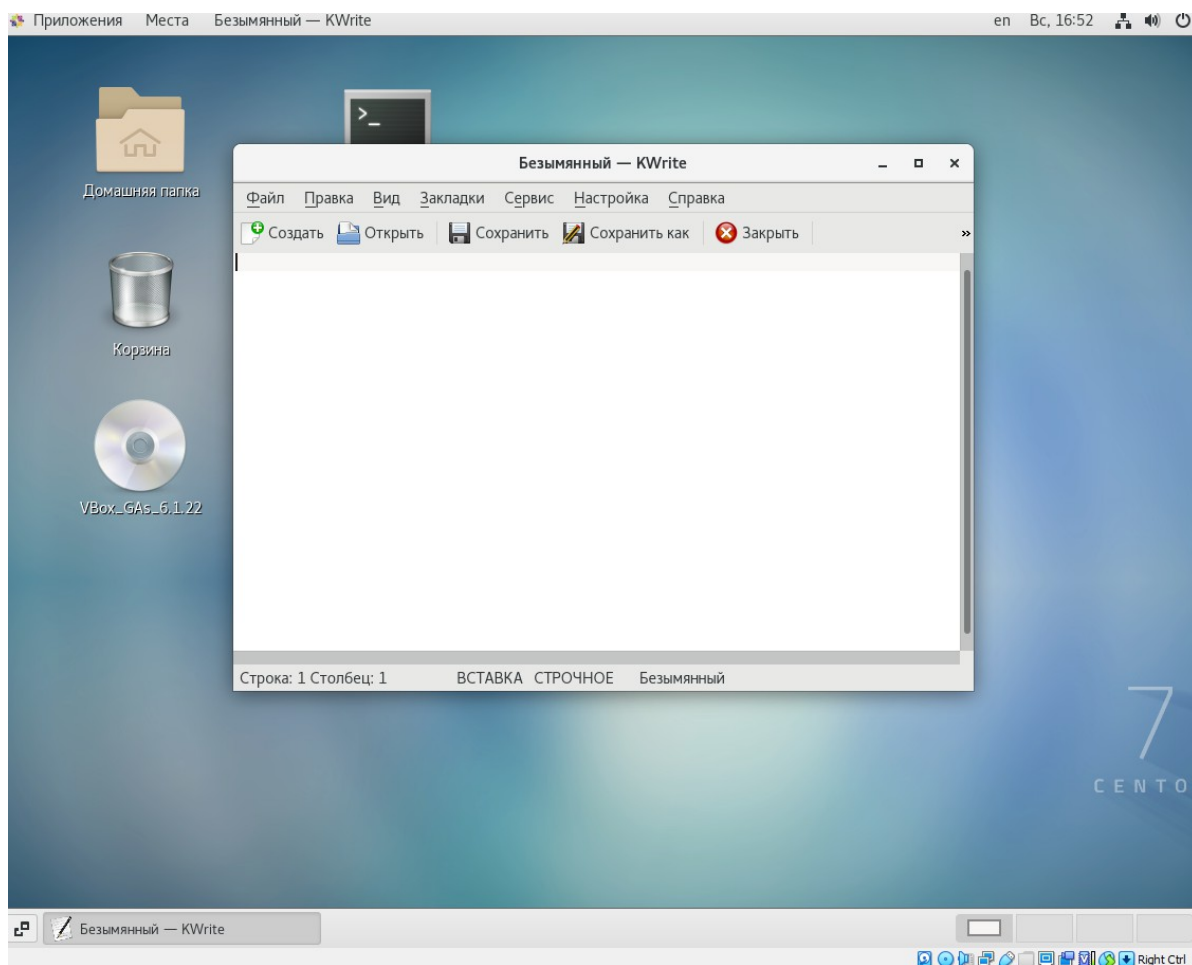 Приложения Места Безымянный — KWrite en Вс, 16:52
>_
Домашняя папка
Безымянный — KWrite
Файл Правка Вид Закладки Сервис Настройка Справка
Создать Открыть Сохранить Сохранить как Закрыть »
Корзина
VBox_GAs_6.1.22
Строка: 1 Столбец: 1 ВСТАВКА СТРОЧНОЕ Безымянный
7
CENTO
Безымянный — KWrite
Right Ctrl